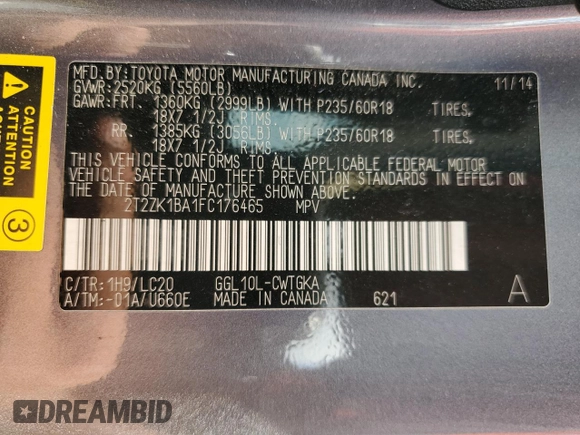 MFD. BY: TOYOTA MOTOR MANUFACTURING CANADA INC. 11/14
GVWR: 2520KG (5560LB)
GAWR: FRT. 1360KG (2999LB) WITH P235/60R18 TIRES,
18X7 1/2J RIMS.
RR. 1385KG (3056LB) WITH P235/60R18 TIRES,
18X7 1/2J RIMS.
THIS VEHICLE CONFORMS TO ALL APPLICABLE FEDERAL MOTOR
VEHICLE SAFETY AND THEFT PREVENTION STANDARDS IN EFFECT ON
THE DATE OF MANUFACTURE SHOWN ABOVE.
2T2ZK1BA1FC176465 MPV
C/TR: 1H9/LC20 GGL10L-CWTGKA
A/TM: -01A/U660E MADE IN CANADA 621 A
CAUTION
ATTENTION
3
DREAMBID